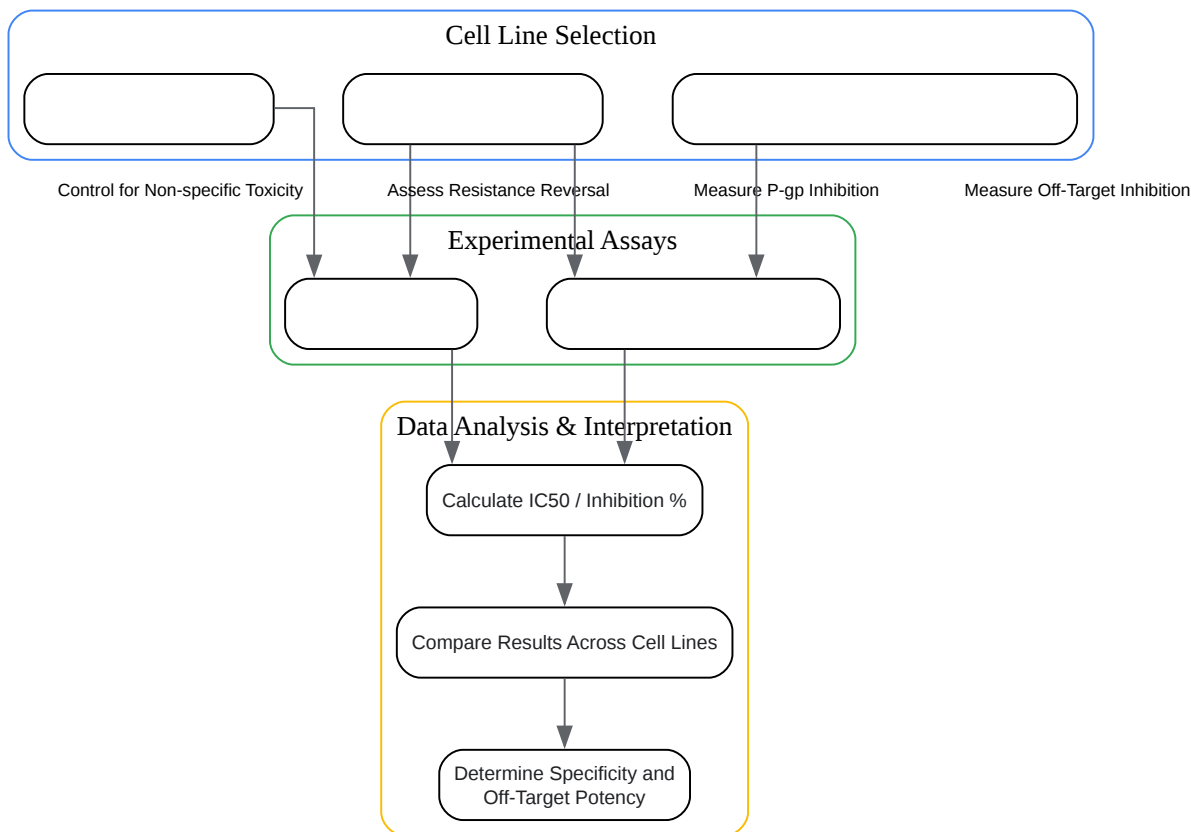 Cell Line Selection
Control for Non-specific Toxicity
Assess Resistance Reversal
Measure P-gp Inhibition
Measure Off-Target Inhibition
Experimental Assays
Data Analysis & Interpretation
Calculate IC50 / Inhibition %
Compare Results Across Cell Lines
Determine Specificity and
Off-Target Potency